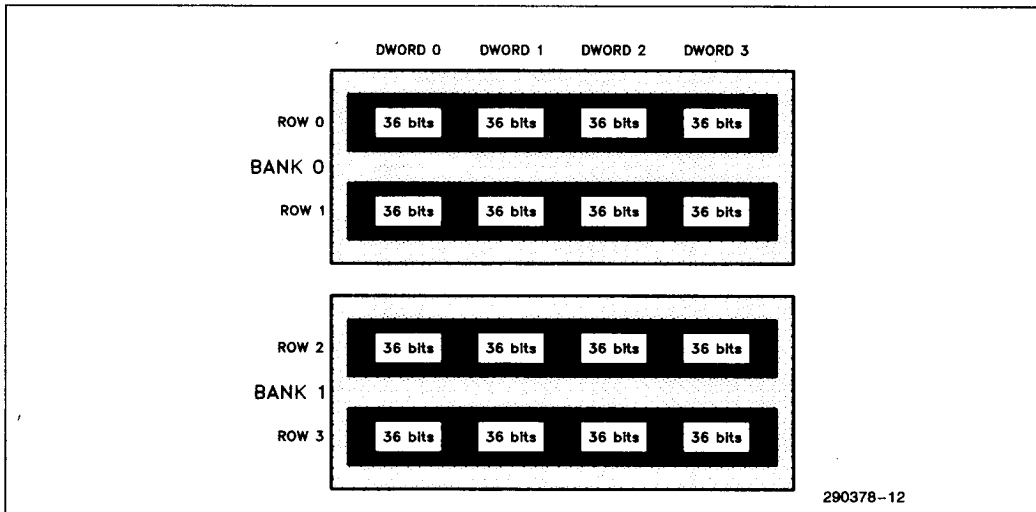 DWORD 0 DWORD 1 DWORD 2 DWORD 3
ROW 0 36 bits 36 bits 36 bits 36 bits
BANK 0
ROW 1 36 bits 36 bits 36 bits 36 bits
ROW 2 36 bits 36 bits 36 bits 36 bits
BANK 1
ROW 3 36 bits 36 bits 36 bits 36 bits
290378-12